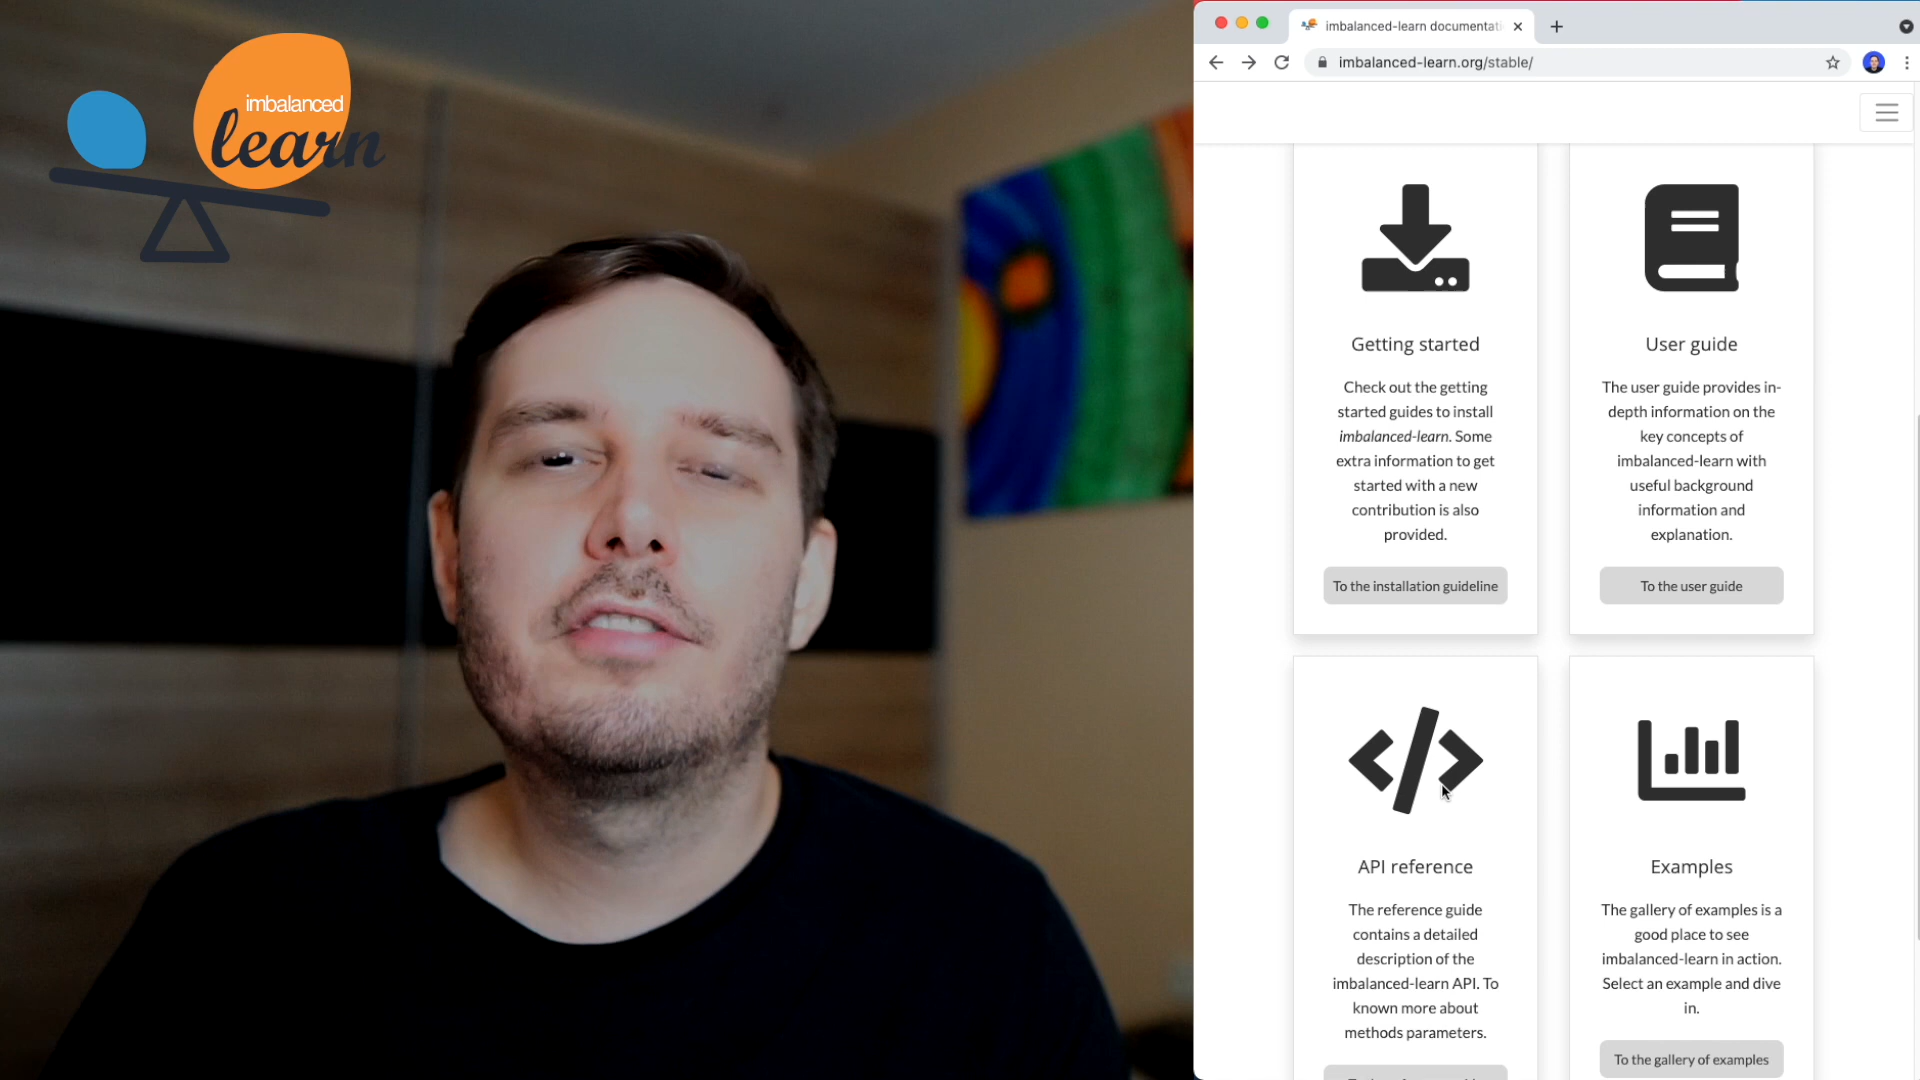 imbalanced
learn
imbalanced-learn documentati
imbalanced-learn.org/stable/
Getting started
Check out the getting
started guides to install
imbalanced-learn. Some
extra information to get
started with a new
contribution is also
provided.
To the installation guideline
User guide
The user guide provides in-
depth information on the
key concepts of
imbalanced-learn with
useful background
information and
explanation.
To the user guide
API reference
The reference guide
contains a detailed
description of the
imbalanced-learn API. To
known more about
methods parameters.
Examples
The gallery of examples is a
good place to see
imbalanced-learn in action.
Select an example and dive
in.
To the gallery of examples